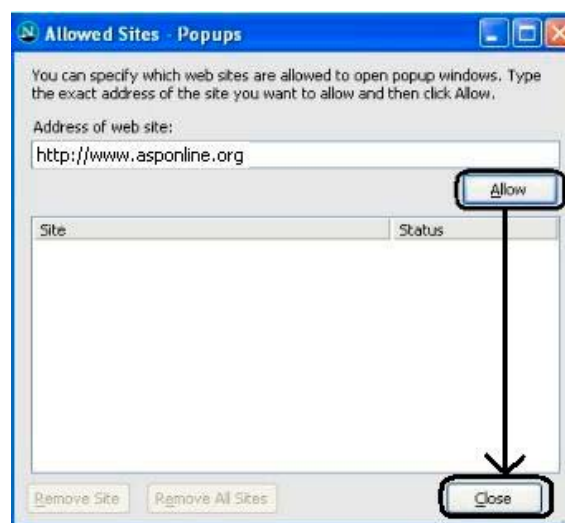 Allowed Sites - Popups
You can specify which web sites are allowed to open popup windows. Type
the exact address of the site you want to allow and then click Allow.
Address of web site:
http://www.asponline.org
Allow
Site Status
Remove Site Remove All Sites Close